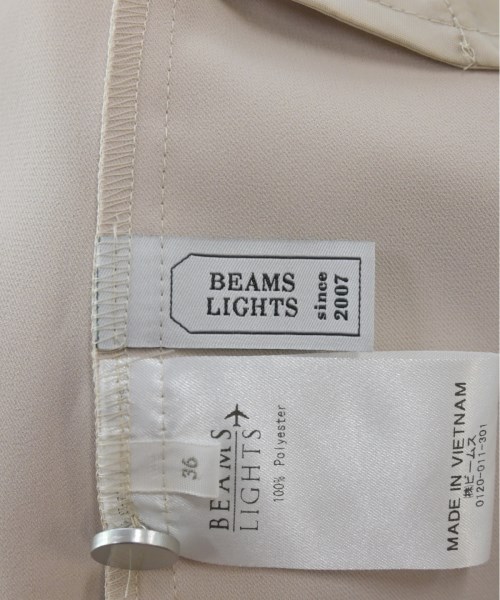 BEAMS
LIGHTS
since
2007
36
BEAMS
LIGHTS
100% Polyester
MADE IN VIETNAM
㈱ビームス
0120-011-301